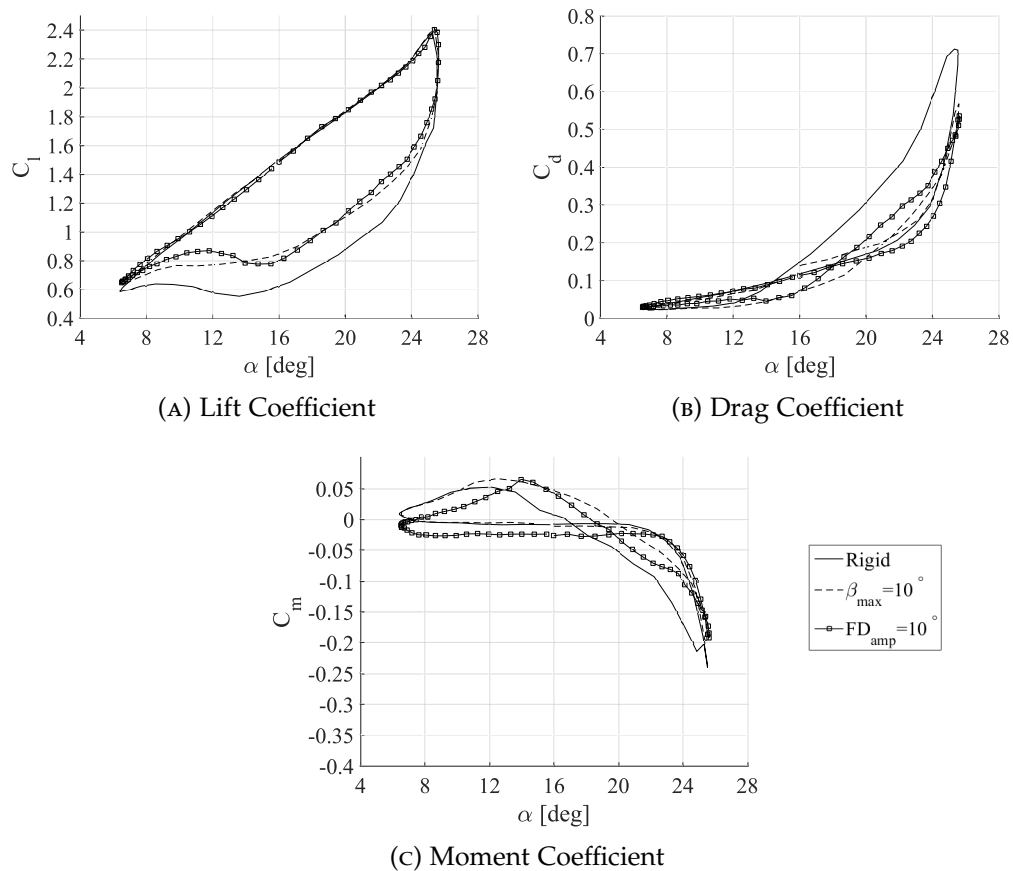 2.4
2.2
2
1.8
1.6
1.4
1.2
1
0.8
0.6
0.4
C_l
4 8 12 16 20 24 28
α [deg]
(A) Lift Coefficient
0.8
0.7
0.6
0.5
0.4
0.3
0.2
0.1
0
C_d
4 8 12 16 20 24 28
α [deg]
(B) Drag Coefficient
0.05
0
-0.05
-0.1
-0.15
-0.2
-0.25
-0.3
-0.35
-0.4
C_m
4 8 12 16 20 24 28
α [deg]
(C) Moment Coefficient
Rigid
β_max=10°
FD_amp=10°